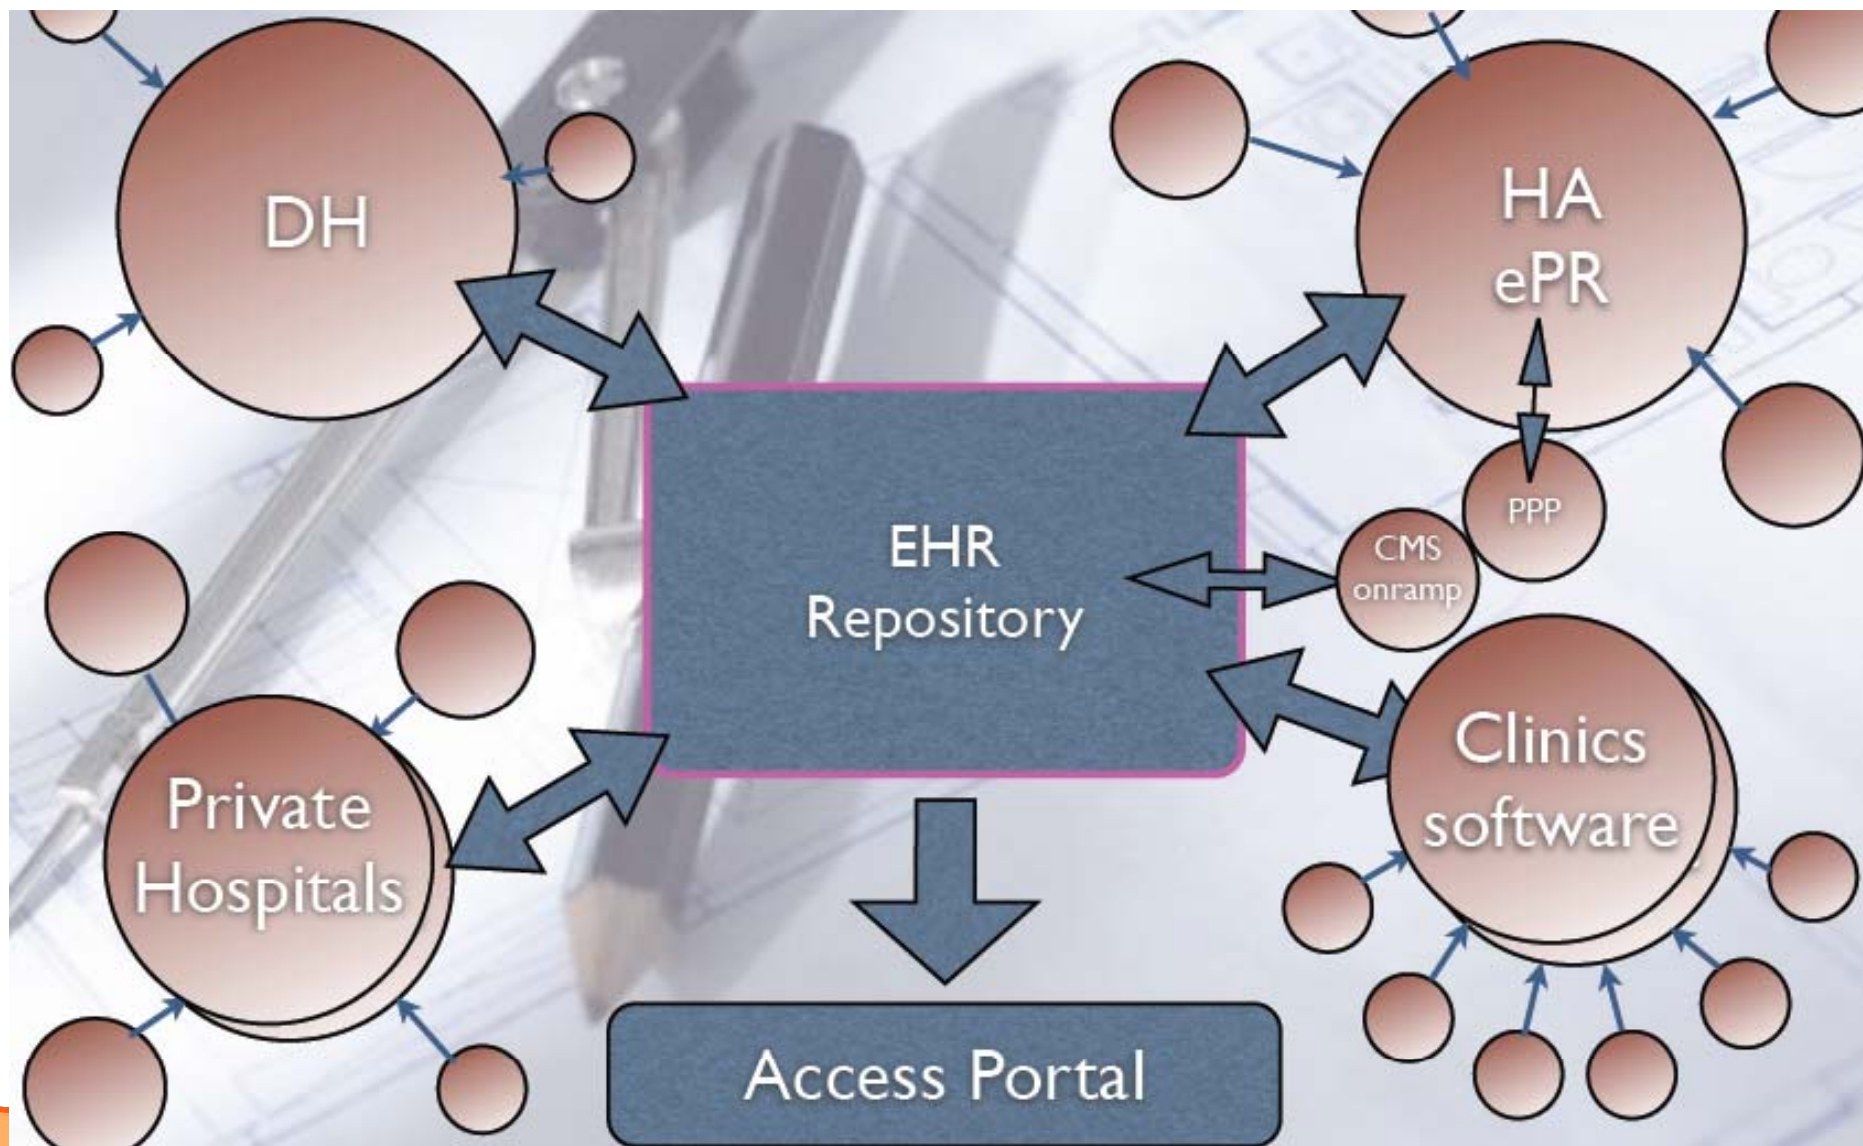 DH
HA
ePR
PPP
CMS
onramp
EHR
Repository
Private
Hospitals
Clinics
software
Access Portal